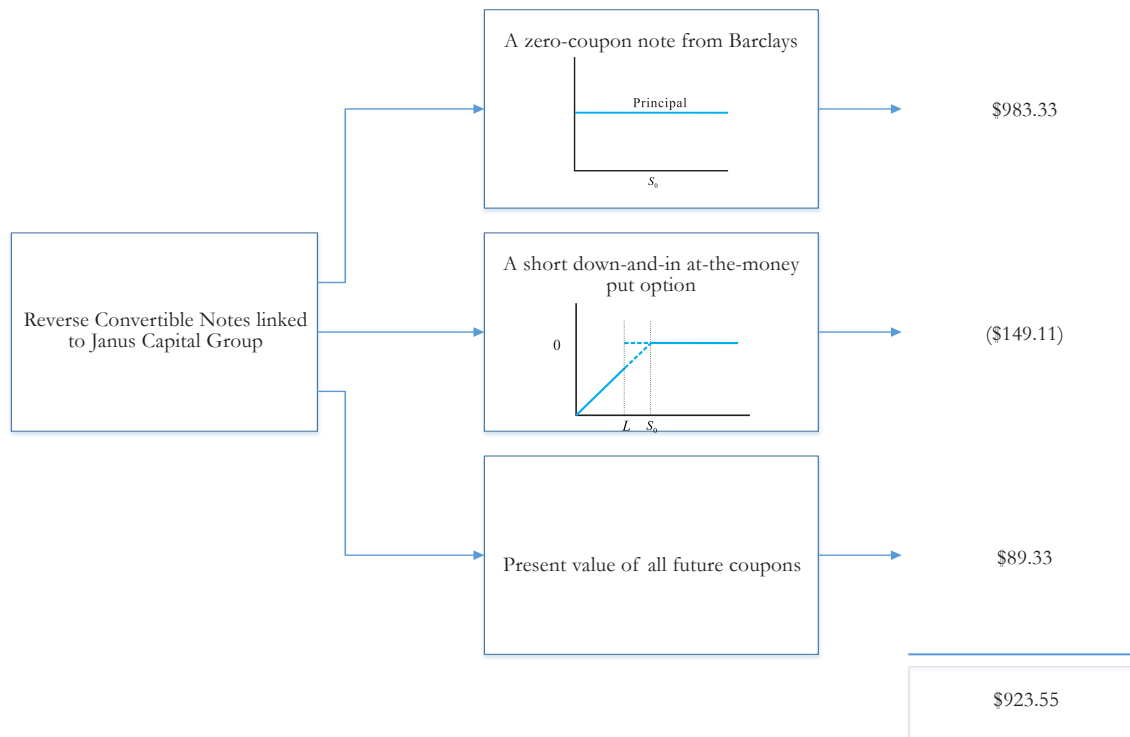 A zero-coupon note from Barclays
Principal
S₀
$983.33
Reverse Convertible Notes linked
to Janus Capital Group
A short down-and-in at-the-money
put option
0
L S₀
($149.11)
Present value of all future coupons
$89.33
$923.55